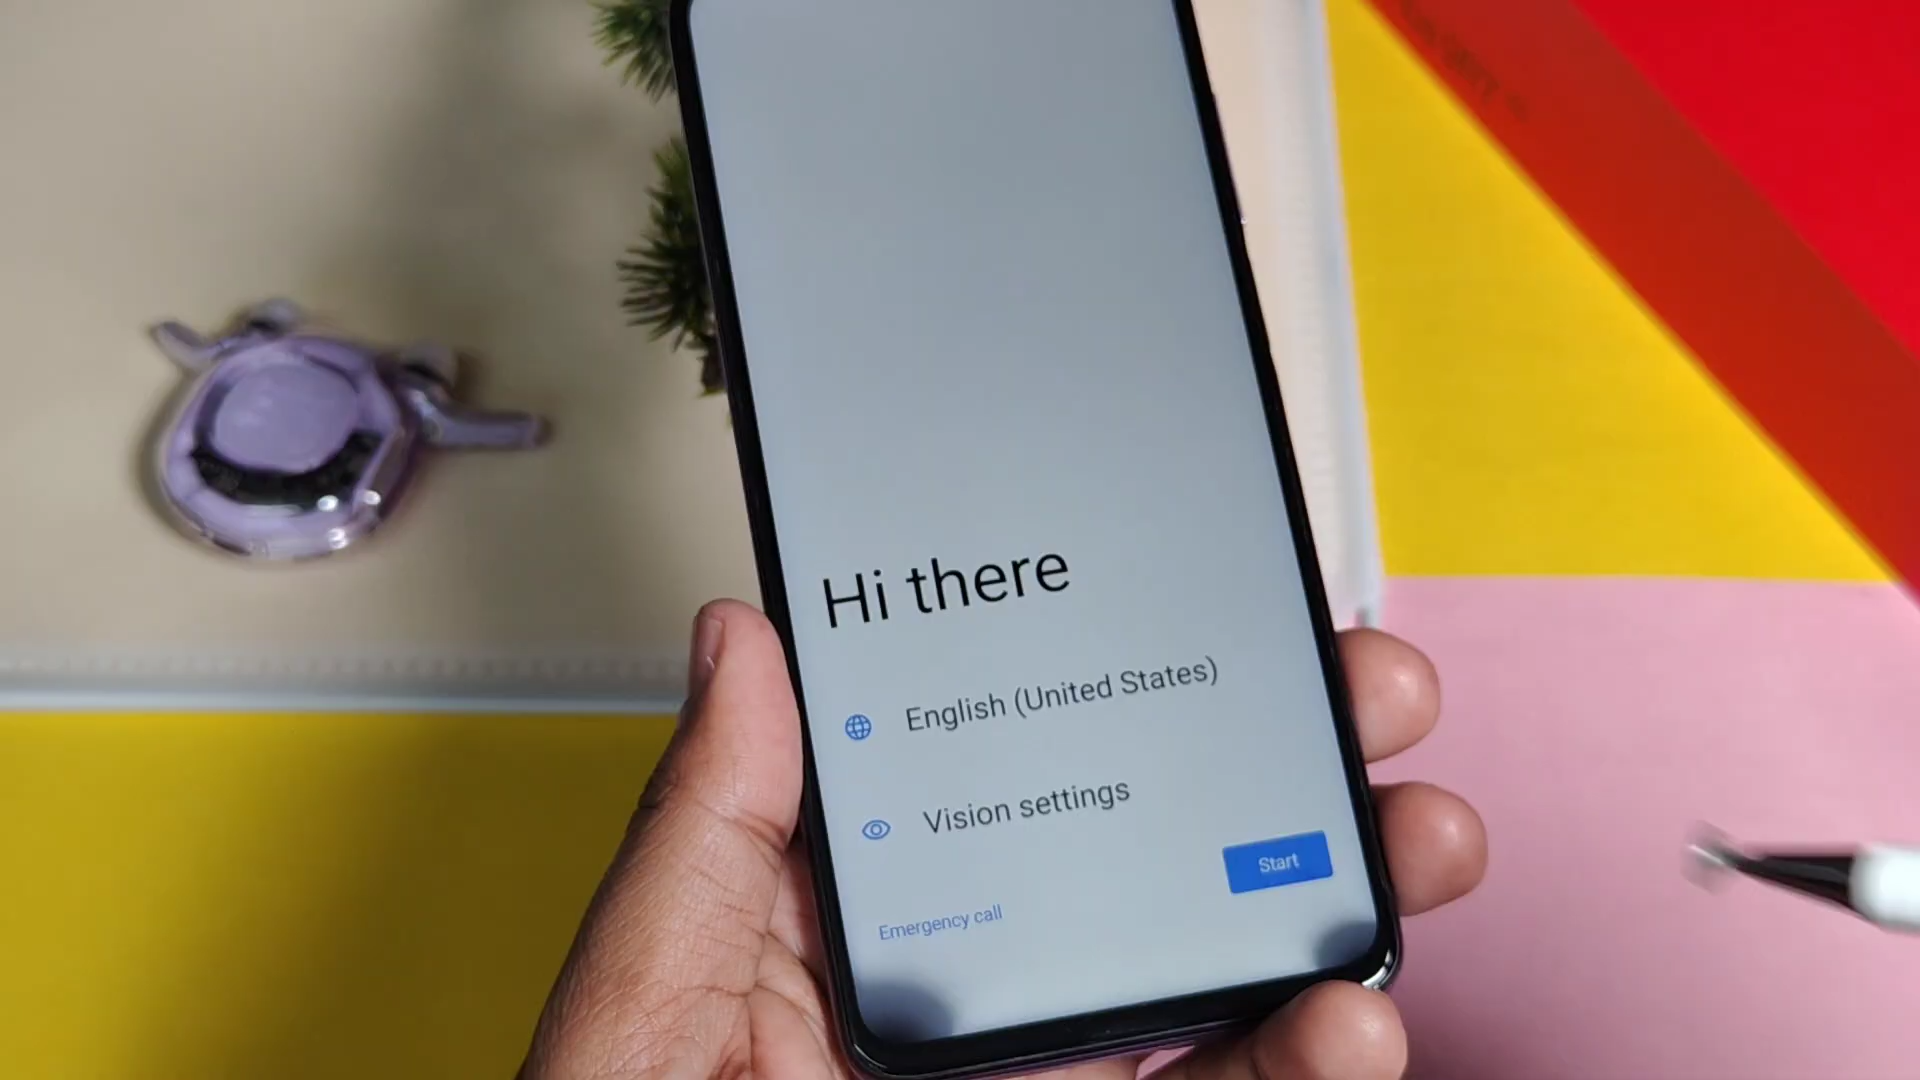 Hi there
English (United States)
Vision settings
Start
Emergency call